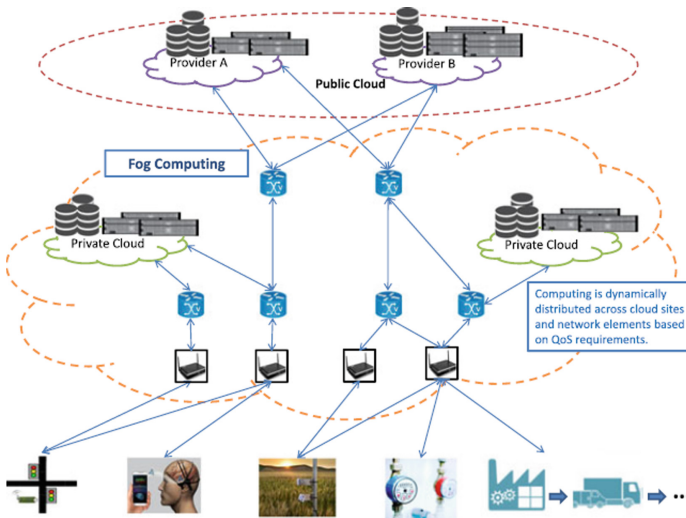 Provider A
Provider B
Public Cloud
Fog Computing
Private Cloud
Private Cloud
Computing is dynamically
distributed across cloud sites
and network elements based
on QoS requirements.